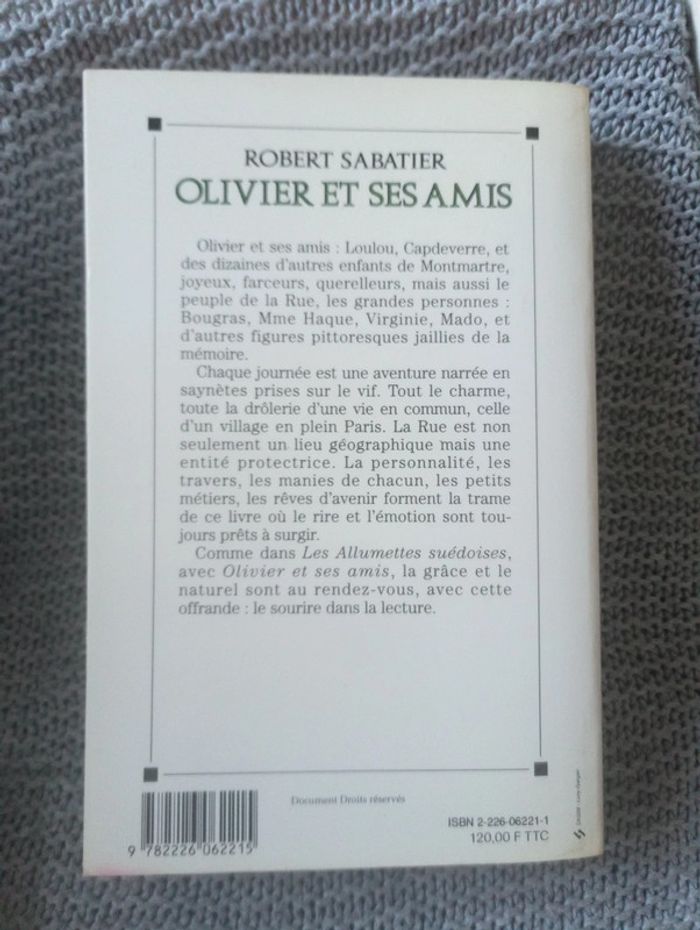 ROBERT SABATIER
OLIVIER ET SES AMIS
Olivier et ses amis : Loulou, Capdeverre, et
des dizaines d'autres enfants de Montmartre,
joyeux, farceurs, querelleurs, mais aussi le
peuple de la Rue, les grandes personnes :
Bougras, Mme Haque, Virginie, Mado, et
d'autres figures pittoresques jaillies de la
mémoire.
Chaque journée est une aventure narrée en
saynètes prises sur le vif. Tout le charme,
toute la drôlerie d'une vie en commun, celle
d'un village en plein Paris. La Rue est non
seulement un lieu géographique mais une
entité protectrice. La personnalité, les
travers, les manies de chacun, les petits
métiers, les rêves d'avenir forment la trame
de ce livre où le rire et l'émotion sont tou-
jours prêts à surgir.
Comme dans Les Allumettes suédoises,
avec Olivier et ses amis, la grâce et le
naturel sont au rendez-vous, avec cette
offrande : le sourire dans la lecture.
Document Droits réservés
ISBN 2-226-06221-1
120,00 F TTC
9 782226 062215